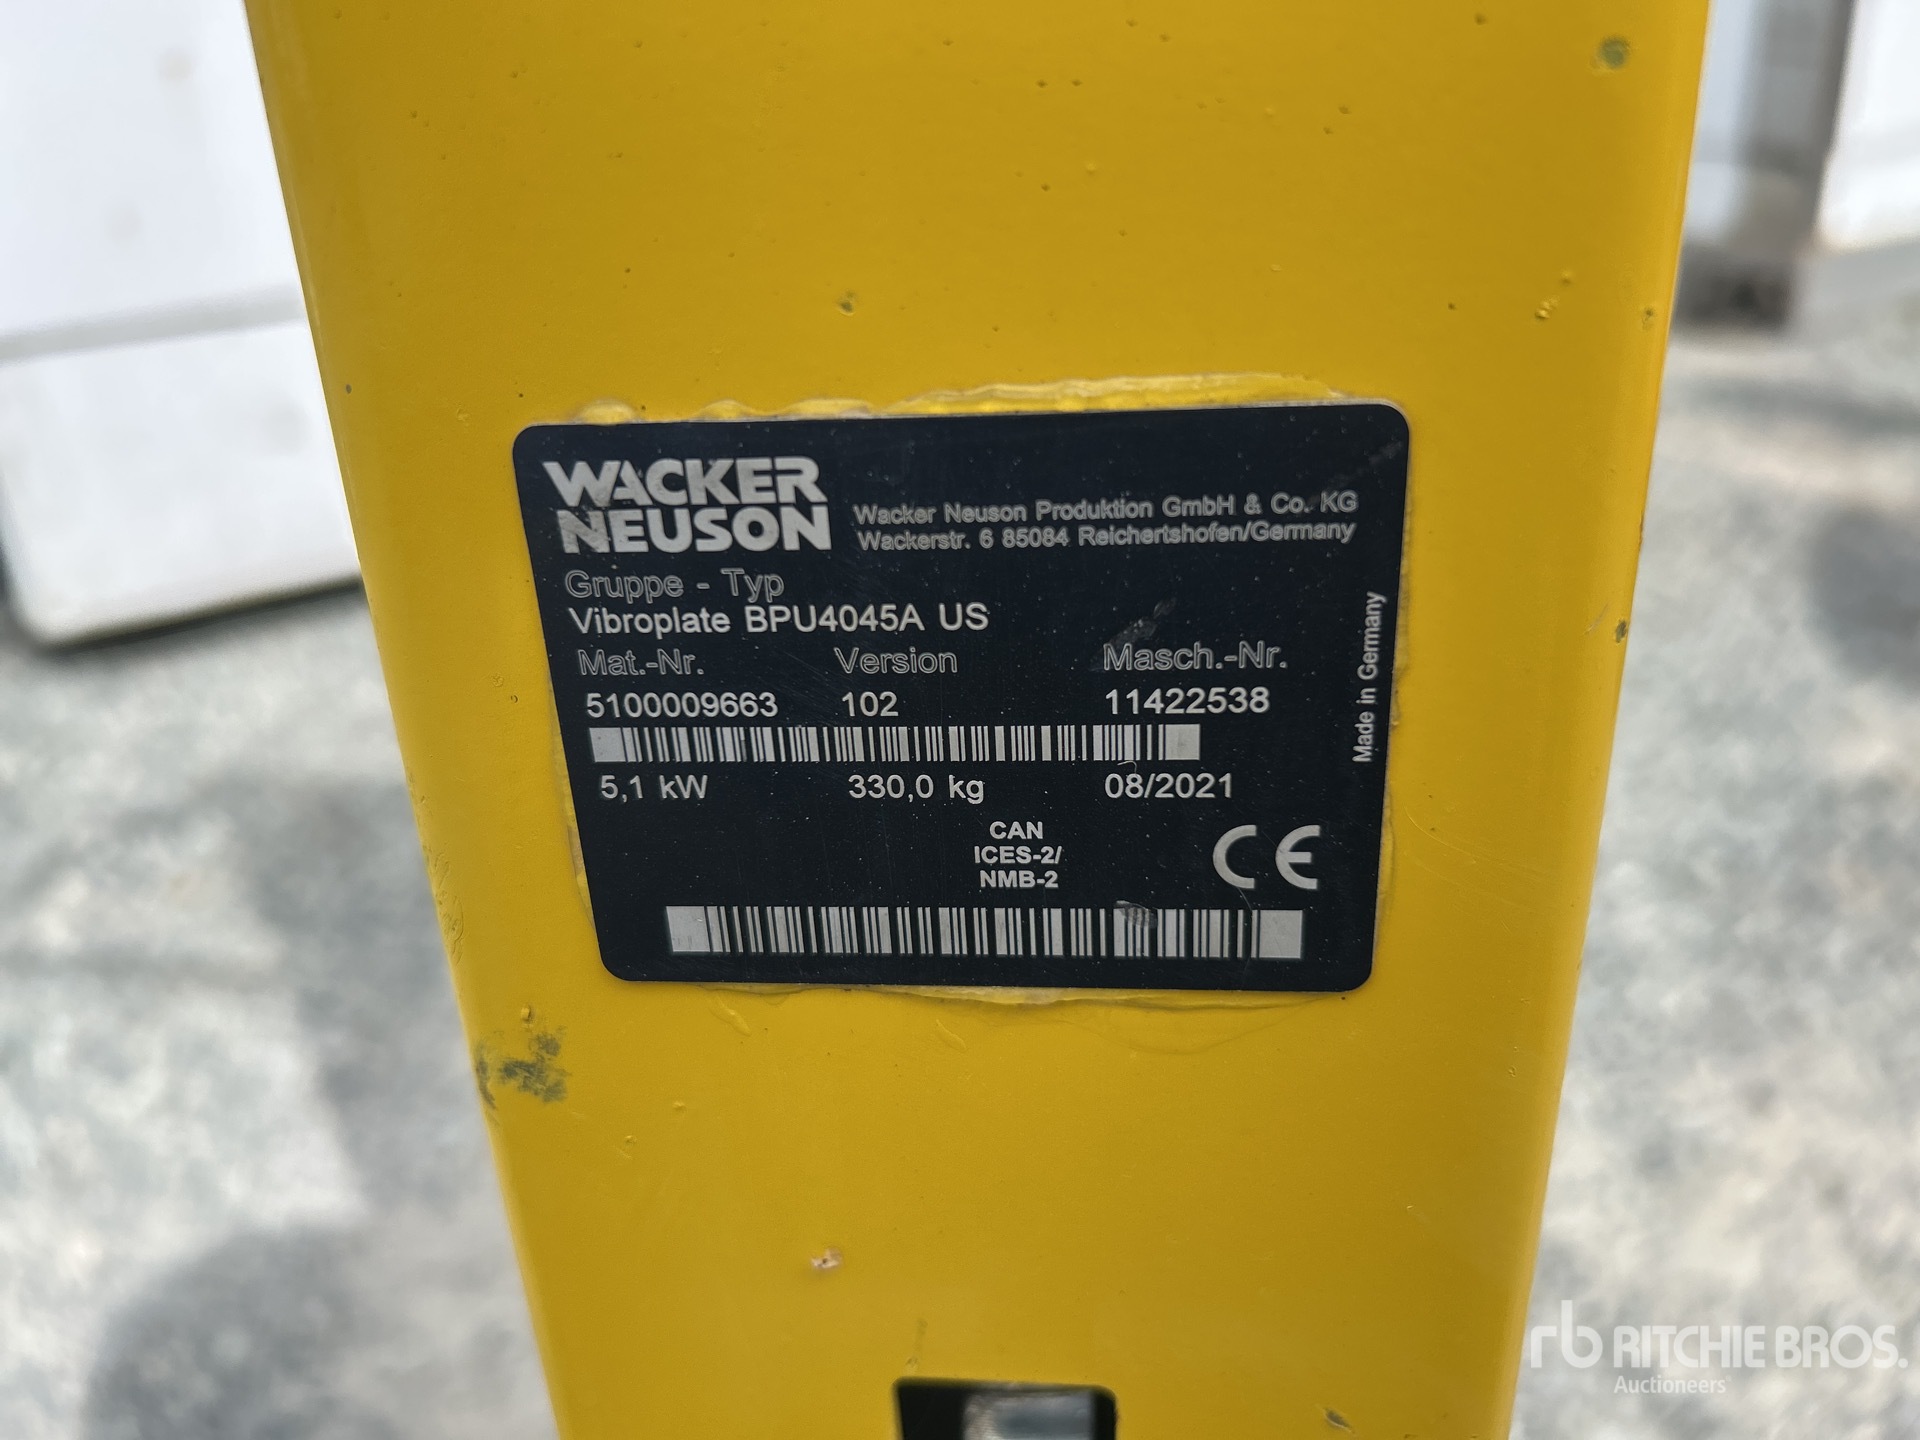 WACKER
NEUSON
Wacker Neuson Produktion GmbH & Co. KG
Wackerstr. 6 85084 Reichertshofen/Germany
Gruppe - Typ
Vibroplate BPU4045A US
Mat.-Nr. Version Masch.-Nr.
5100009663 102 11422538
5,1 kW 330,0 kg 08/2021
CAN
ICES-2/
NMB-2
CE
Made in Germany
rb RITCHIE BROS.
Auctioneers